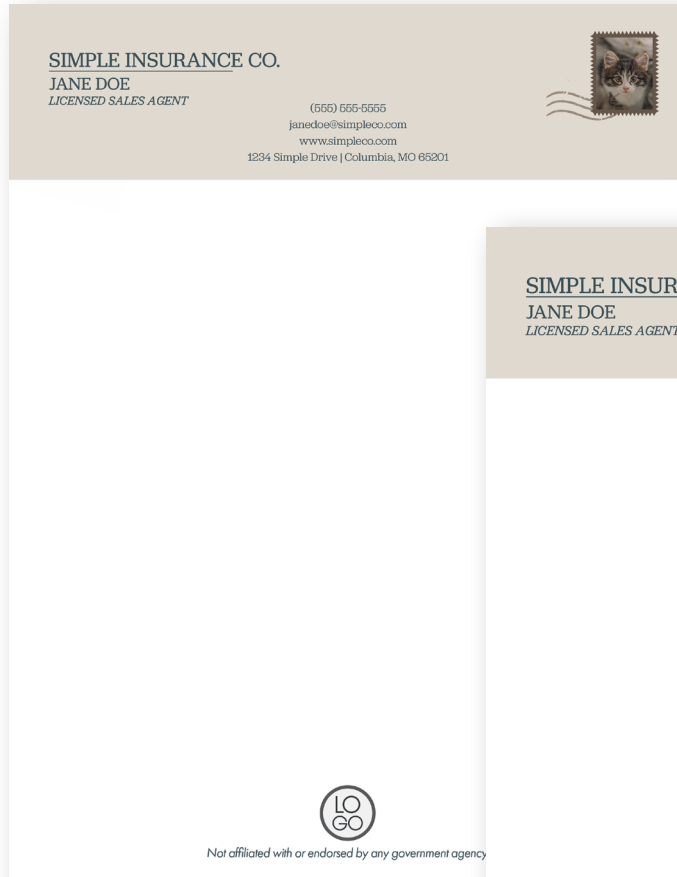 SIMPLE INSURANCE CO.
JANE DOE
LICENSED SALES AGENT
(555) 555-5555
janedoe@simpleco.com
www.simpleco.com
1234 Simple Drive | Columbia, MO 65201
SIMPLE INSUR
JANE DOE
LICENSED SALES AGENT
LO
GO
Not affiliated with or endorsed by any government agency